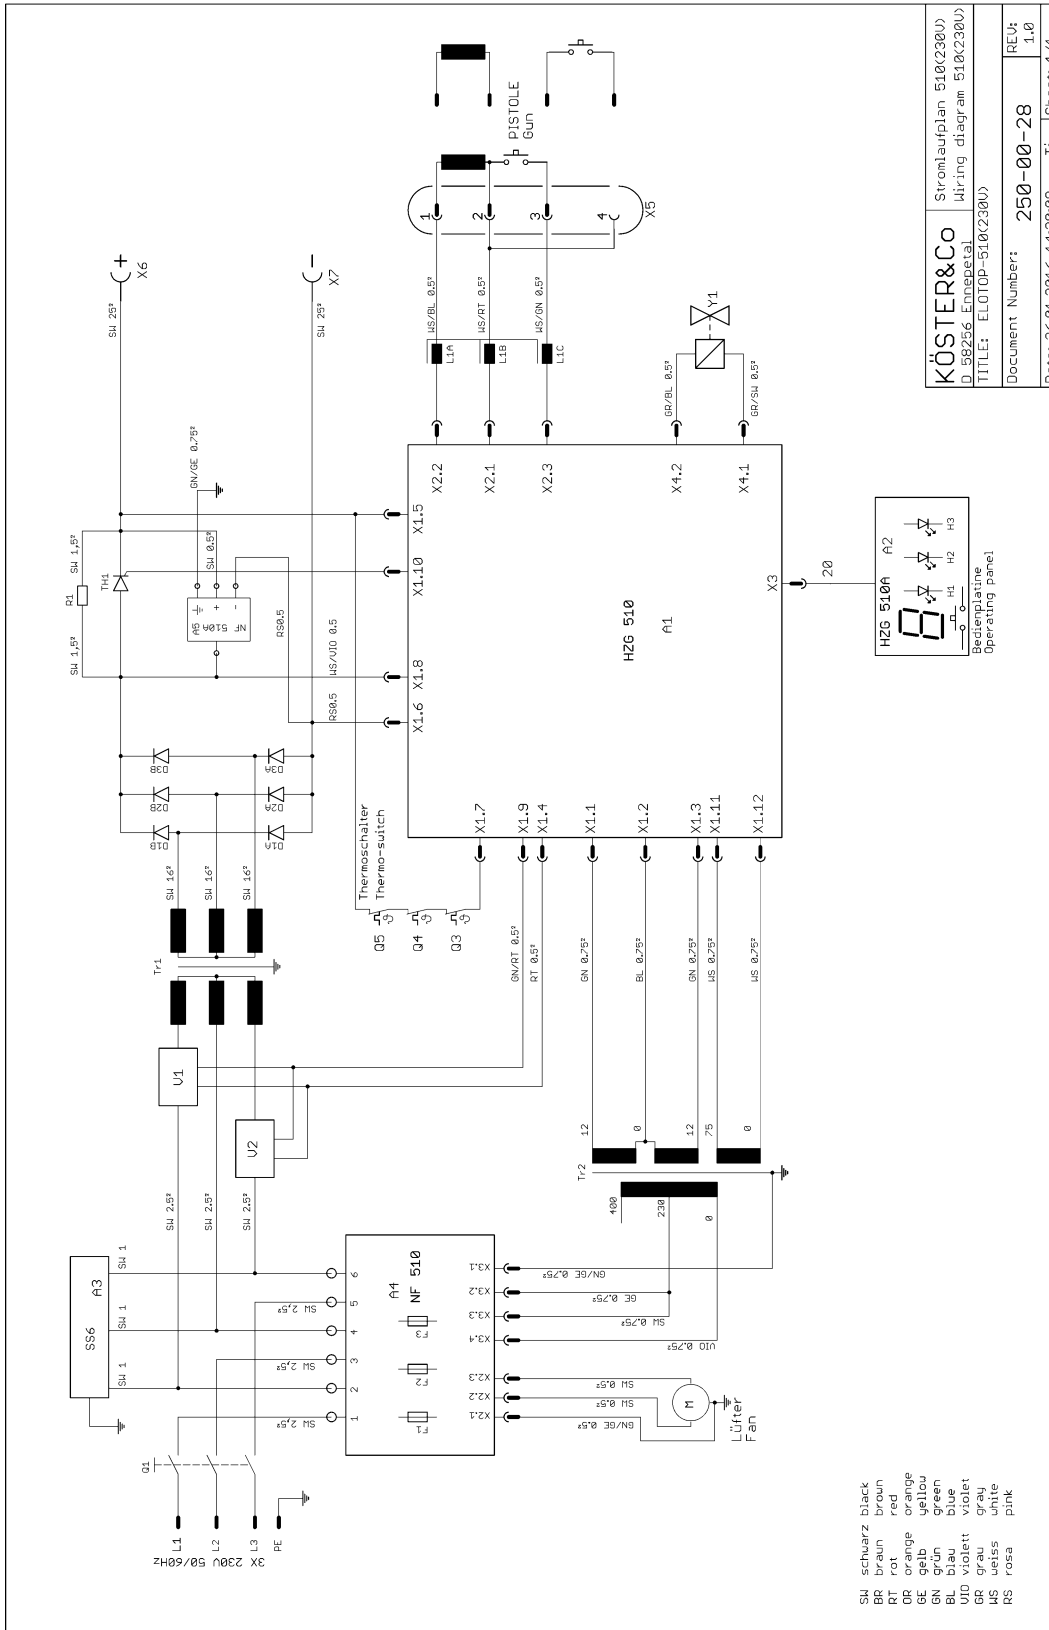 KÖSTER&Co
D 58256 Ennepetal
Stromlaufplan 510(230V)
Wiring diagram 510(230V)
TITLE: ELOTOP-510(230V)
Document Number:
250-00-28
REV:
1.0
PISTOLE
Gun
1
2
3
4
X5
+
X6
-
X7
SW 25²
SW 25²
WS/BL 0.5²
WS/RT 0.5²
WS/GN 0.5²
L1A
L1B
L1C
Y1
GR/BL 0.5²
GR/SW 0.5²
GN/GE 0.75²
X2.2
X2.1
X2.3
X4.2
X4.1
SW 1,5²
R1
SW 1,5²
TH1
SW 0.5²
+
-
A5
NF
510A
RS0.5
WS/VIO 0.5
RS0.5
X1.5
X1.10
X1.8
X1.6
HZG 510
A1
X3
20
HZG 510A
A2
H1
H2
H3
Bedienplatine
Operating panel
D3B
D3A
D2B
D2A
D1B
D1A
X1.7
X1.9
X1.4
X1.1
X1.2
X1.3
X1.11
X1.12
Thermoschalter
Thermo-switch
Q5
Q4
Q3
SW 16²
SW 16²
SW 16²
Tr1
GN/RT 0.5²
RT 0.5²
GN 0.75²
BL 0.75²
GN 0.75²
WS 0.75²
WS 0.75²
V1
V2
12
0
12
75
0
Tr2
400
230
0
SW 2.5²
SW 2.5²
SW 2.5²
SS6
A3
SW 1
SW 1
SW 1
A4
NF 510
6
5
4
3
2
1
F3
F2
F1
X3.1
X3.2
X3.3
X3.4
X2.3
X2.2
X2.1
GN/GE 0.75²
GE 0.75²
SW 0.75²
VIO 0.75²
SW 0.5²
SW 0.5²
GN/GE 0.5²
M
Lüfter
Fan
SW 2,5²
SW 2,5²
SW 2,5²
Q1
L1
L2
L3
PE
3X 230V 50/60Hz
SW schwarz black
BR braun brown
RT rot red
OR orange orange
GE gelb yellow
GN grün green
BL blau blue
VIO violett violet
GR grau gray
WS weiss white
RS rosa pink